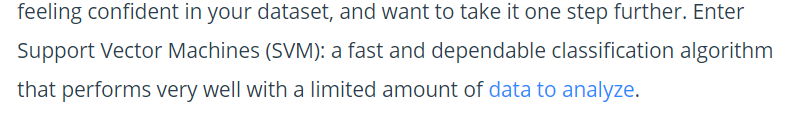 feeling confident in your dataset, and want to take it one step further. Enter
Support Vector Machines (SVM): a fast and dependable classification algorithm
that performs very well with a limited amount of data to analyze.